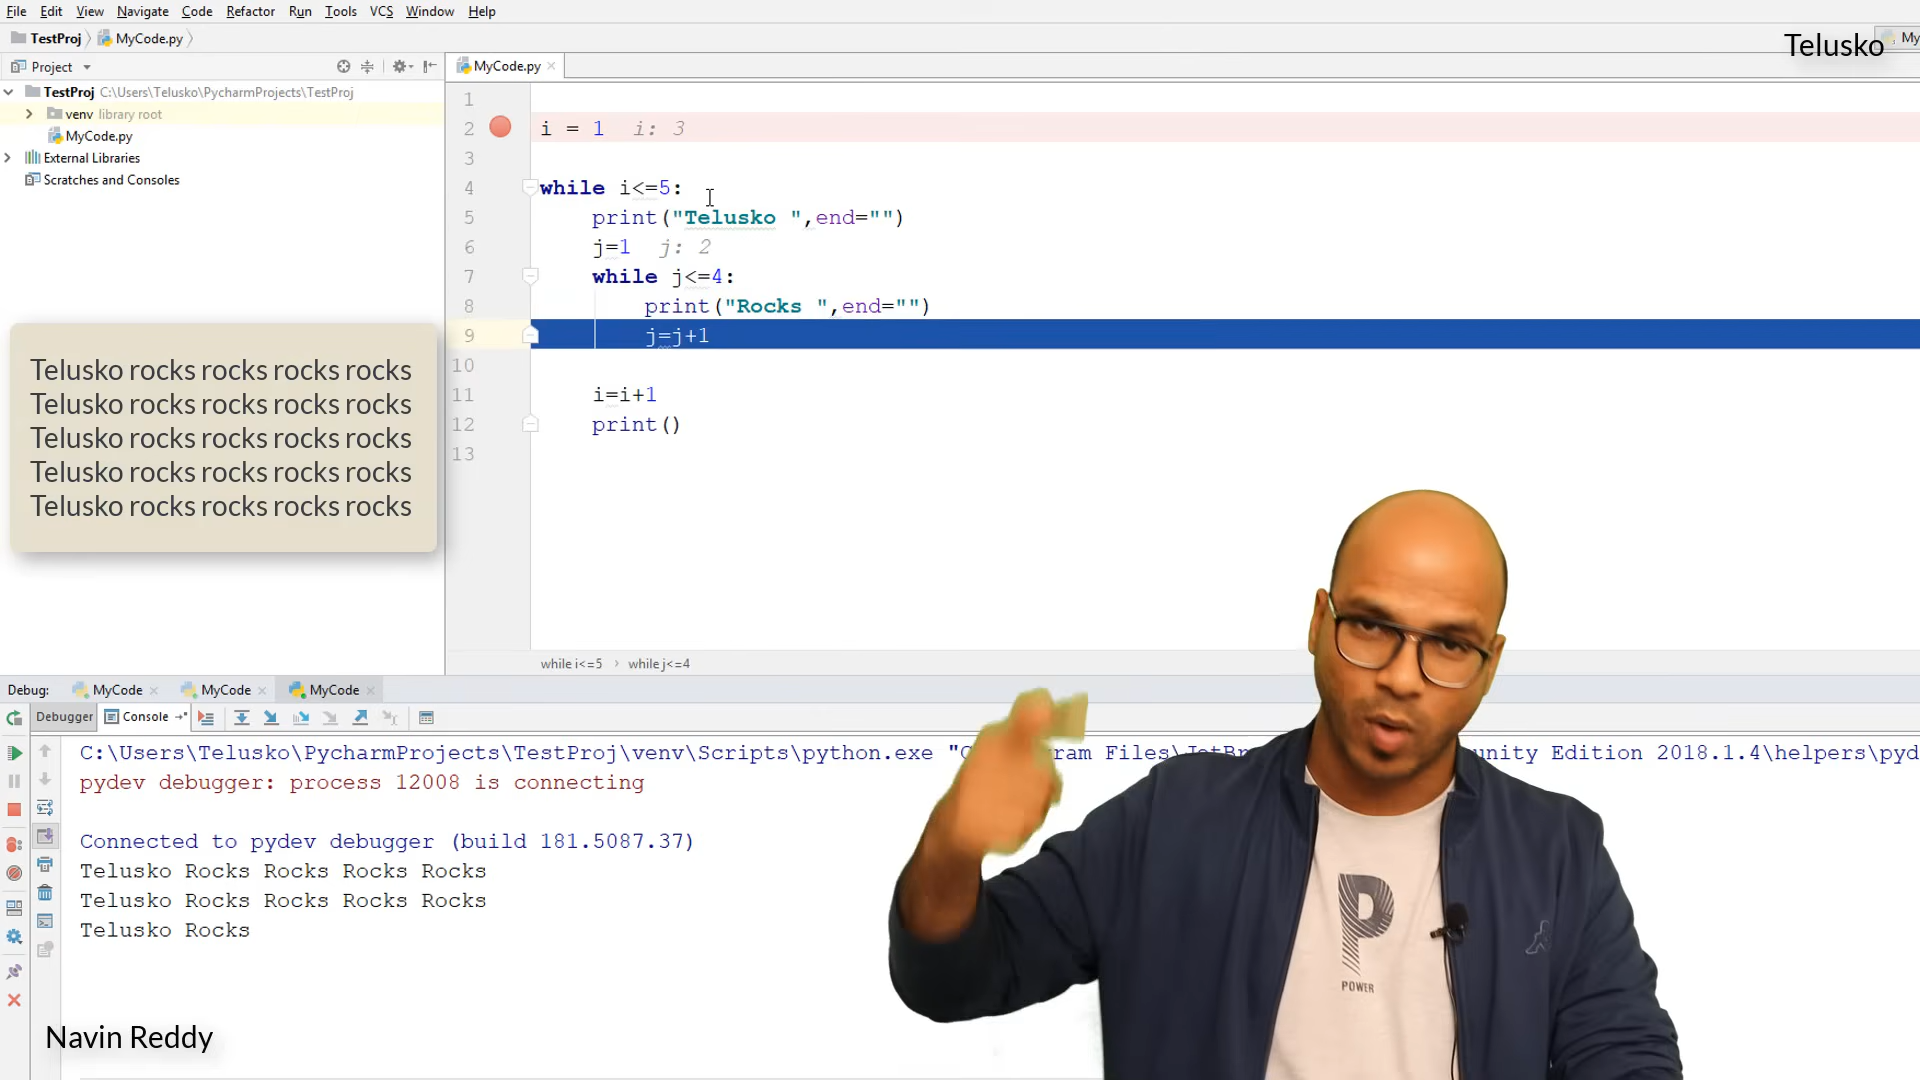 File Edit View Navigate Code Refactor Run Tools VCS Window Help
TestProj MyCode.py
Telusko
My
Project
MyCode.py
TestProj C:\Users\Telusko\PycharmProjects\TestProj
venv library root
MyCode.py
External Libraries
Scratches and Consoles
1
2 i = 1 i: 3
3
4 while i<=5:
5 print("Telusko ",end="")
6 j=1 j: 2
7 while j<=4:
8 print("Rocks ",end="")
9 j=j+1
10
11 i=i+1
12 print()
13
Telusko rocks rocks rocks rocks
Telusko rocks rocks rocks rocks
Telusko rocks rocks rocks rocks
Telusko rocks rocks rocks rocks
Telusko rocks rocks rocks rocks
while i<=5 › while j<=4
Debug: MyCode MyCode MyCode
Debugger Console
C:\Users\Telusko\PycharmProjects\TestProj\venv\Scripts\python.exe Files\ Edition 2018.1.4\helpers\pyd
pydev debugger: process 12008 is connecting
Connected to pydev debugger (build 181.5087.37)
Telusko Rocks Rocks Rocks Rocks
Telusko Rocks Rocks Rocks Rocks
Telusko Rocks
P
POWER
Navin Reddy